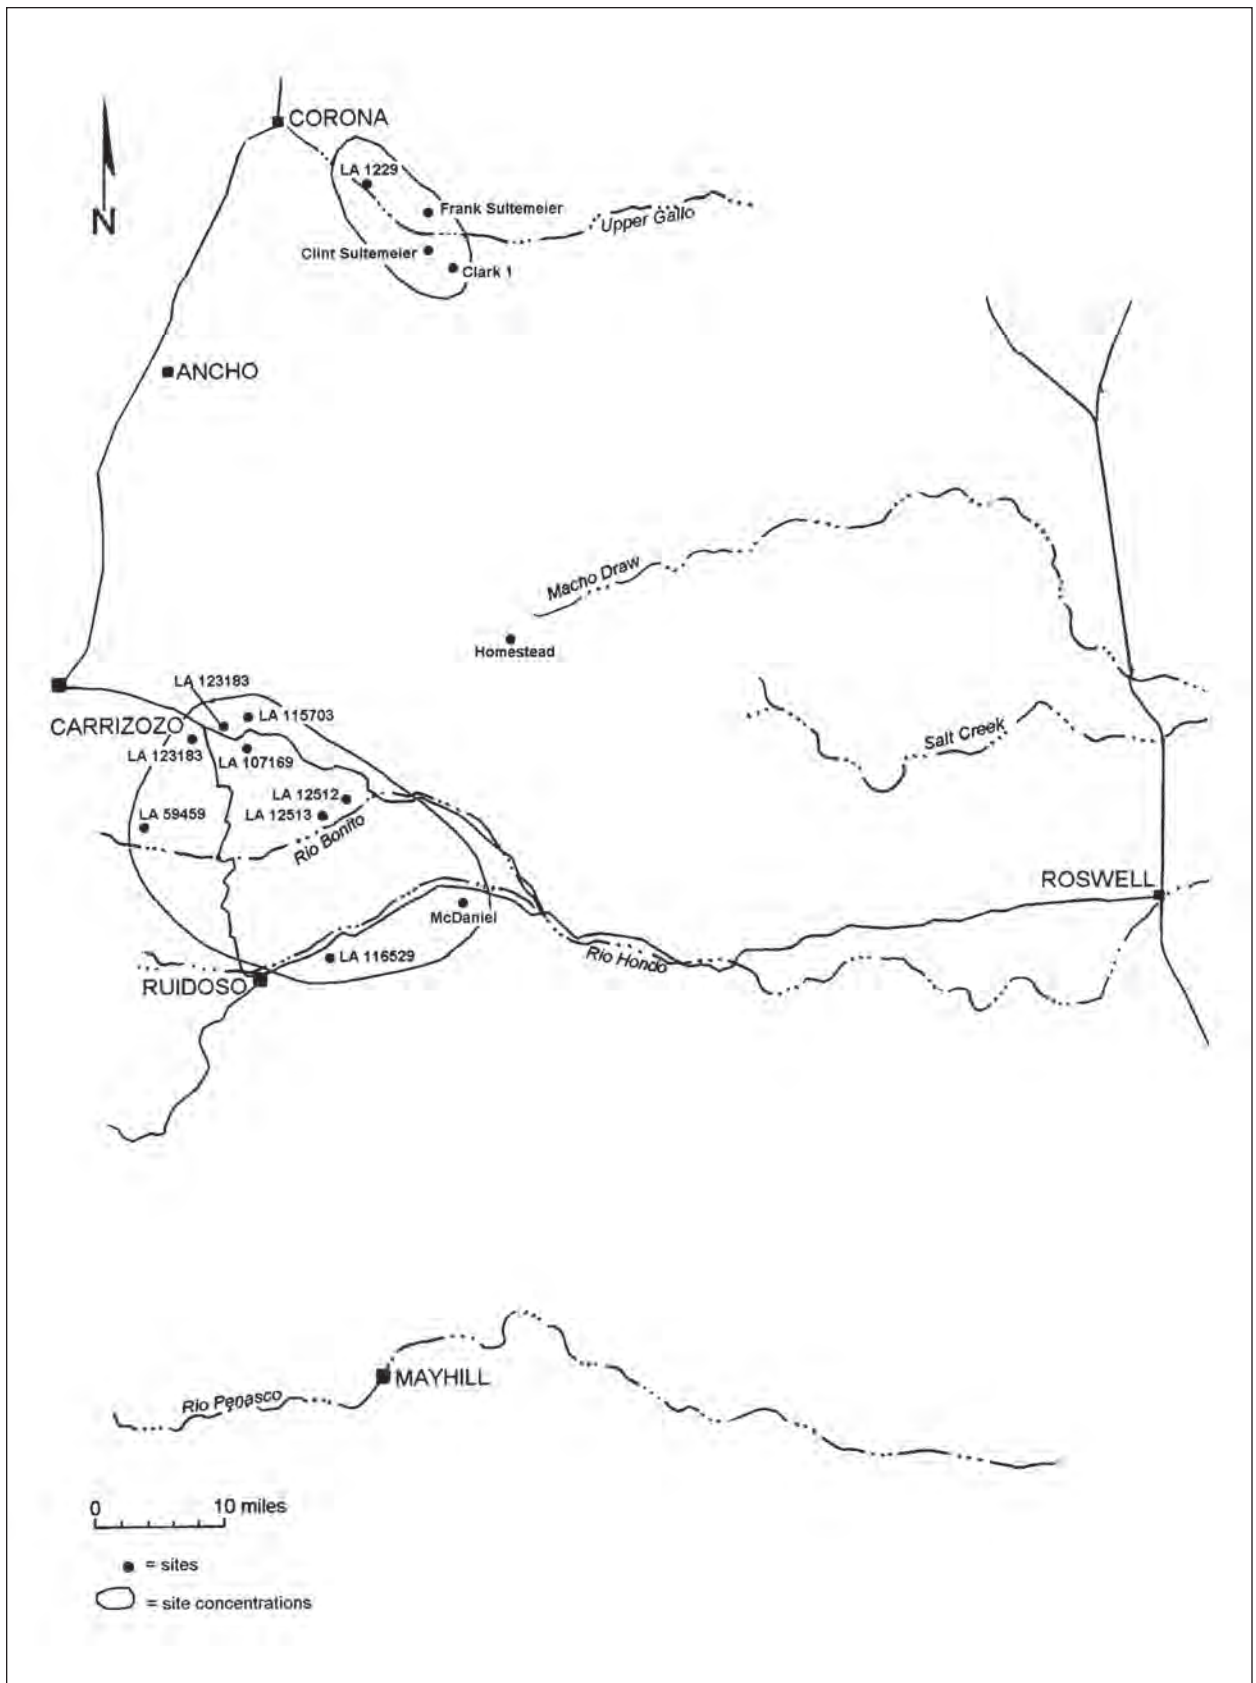 CORONA
LA 1229
Frank Sultemeier
Upper Gallo
Clint Sultemeier
Clark 1
N
ANCHO
Macho Draw
Homestead
LA 123183
LA 115703
CARRIZOZO
Salt Creek
LA 123183
LA 107169
LA 12512
LA 59459
LA 12513
Rio Bonito
ROSWELL
McDaniel
LA 116529
Rio Hondo
RUIDOSO
MAYHILL
Rio Peñasco
0 10 miles
= sites
= site concentrations